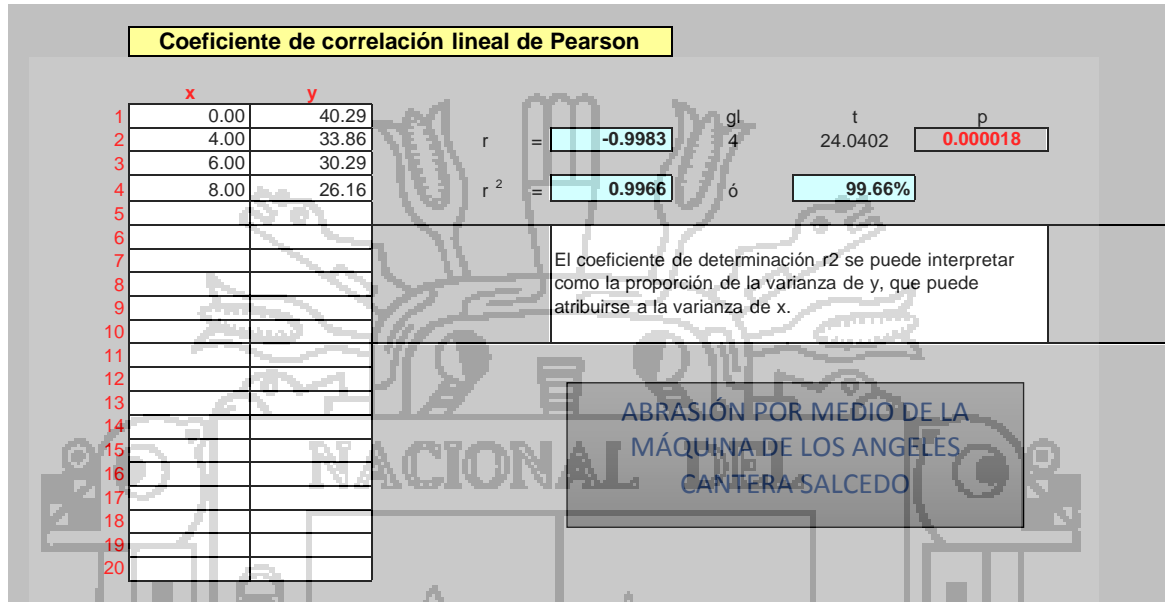 Coeficiente de correlación lineal de Pearson
x y
1 0.00 40.29 gl t p
2 4.00 33.86 r = -0.9983 4 24.0402 0.000018
3 6.00 30.29
4 8.00 26.16 r 2 = 0.9966 ó 99.66%
5
6
7 El coeficiente de determinación r2 se puede interpretar
8 como la proporción de la varianza de y, que puede
9 atribuirse a la varianza de x.
10
11
12
13 ABRASIÓN POR MEDIO DE LA
14
15 MÁQUINA DE LOS ANGELES
16 NACIONAL DEL
17 CANTERA SALCEDO
18
19
20